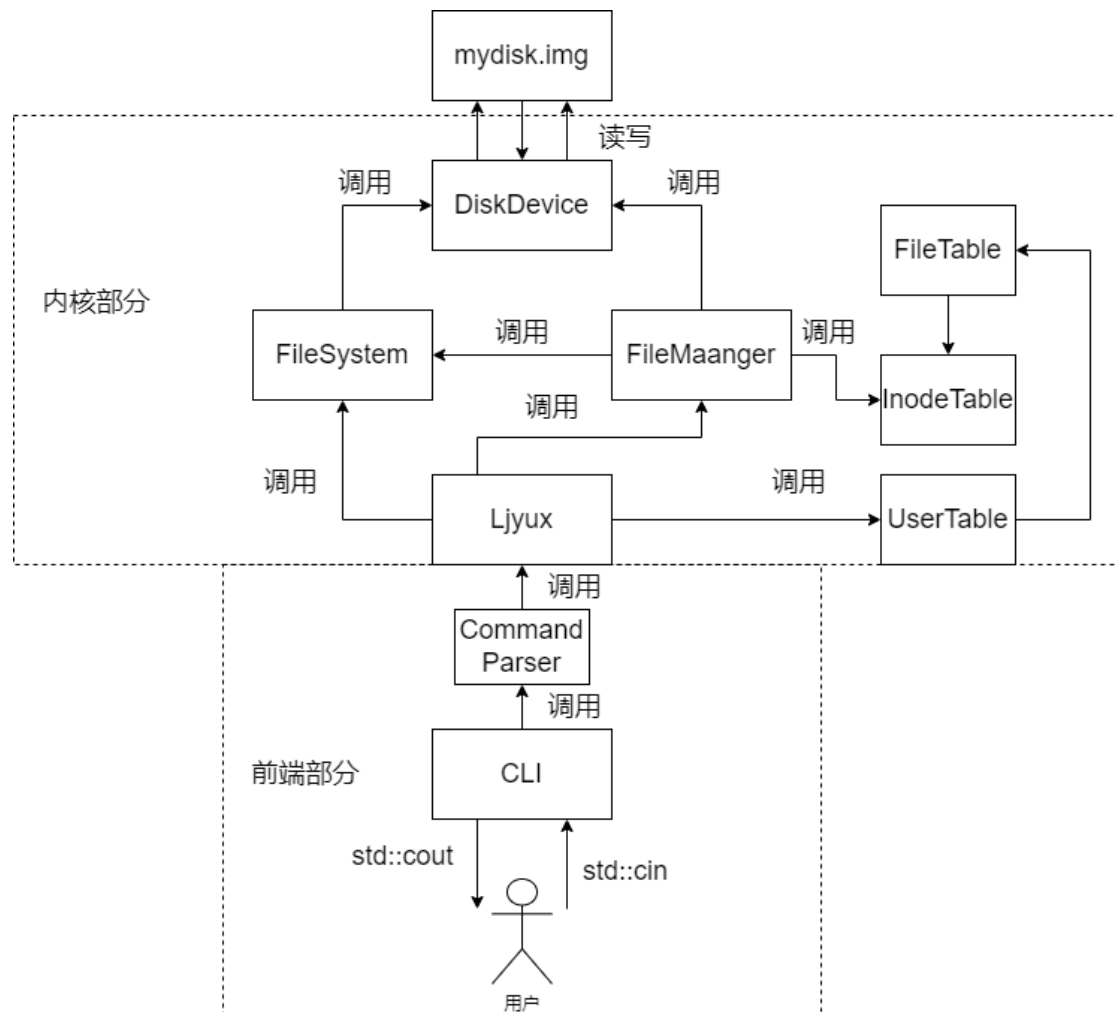 mydisk.img
读写
调用
DiskDevice
调用
FileTable
内核部分
FileSystem
调用
FileMaanger
调用
InodeTable
调用
调用
Ljyux
调用
UserTable
调用
Command
Parser
调用
前端部分
CLI
std::cout
std::cin
用户